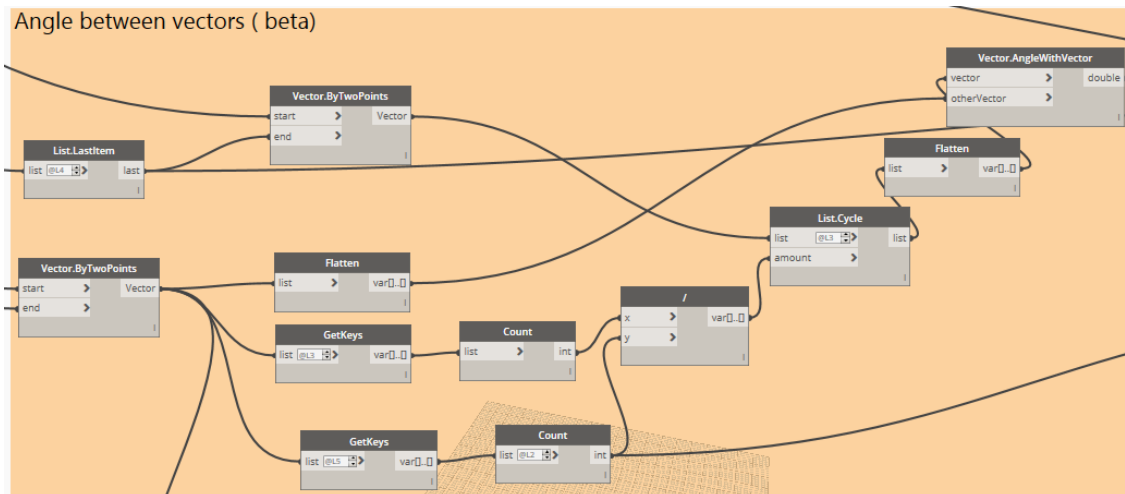 Angle between vectors ( beta)
Vector.AngleWithVector
vector > double
otherVector >
Vector.ByTwoPoints
start > Vector
end >
List.LastItem
list @L4 > last
Flatten
list > var[]..[]
List.Cycle
list @L3 > list
amount >
Vector.ByTwoPoints
start > Vector
end >
Flatten
list > var[]..[]
/
x > var[]..[]
y >
GetKeys
list @L3 > var[]..[]
Count
list > int
GetKeys
list @L5 > var[]..[]
Count
list @L2 > int